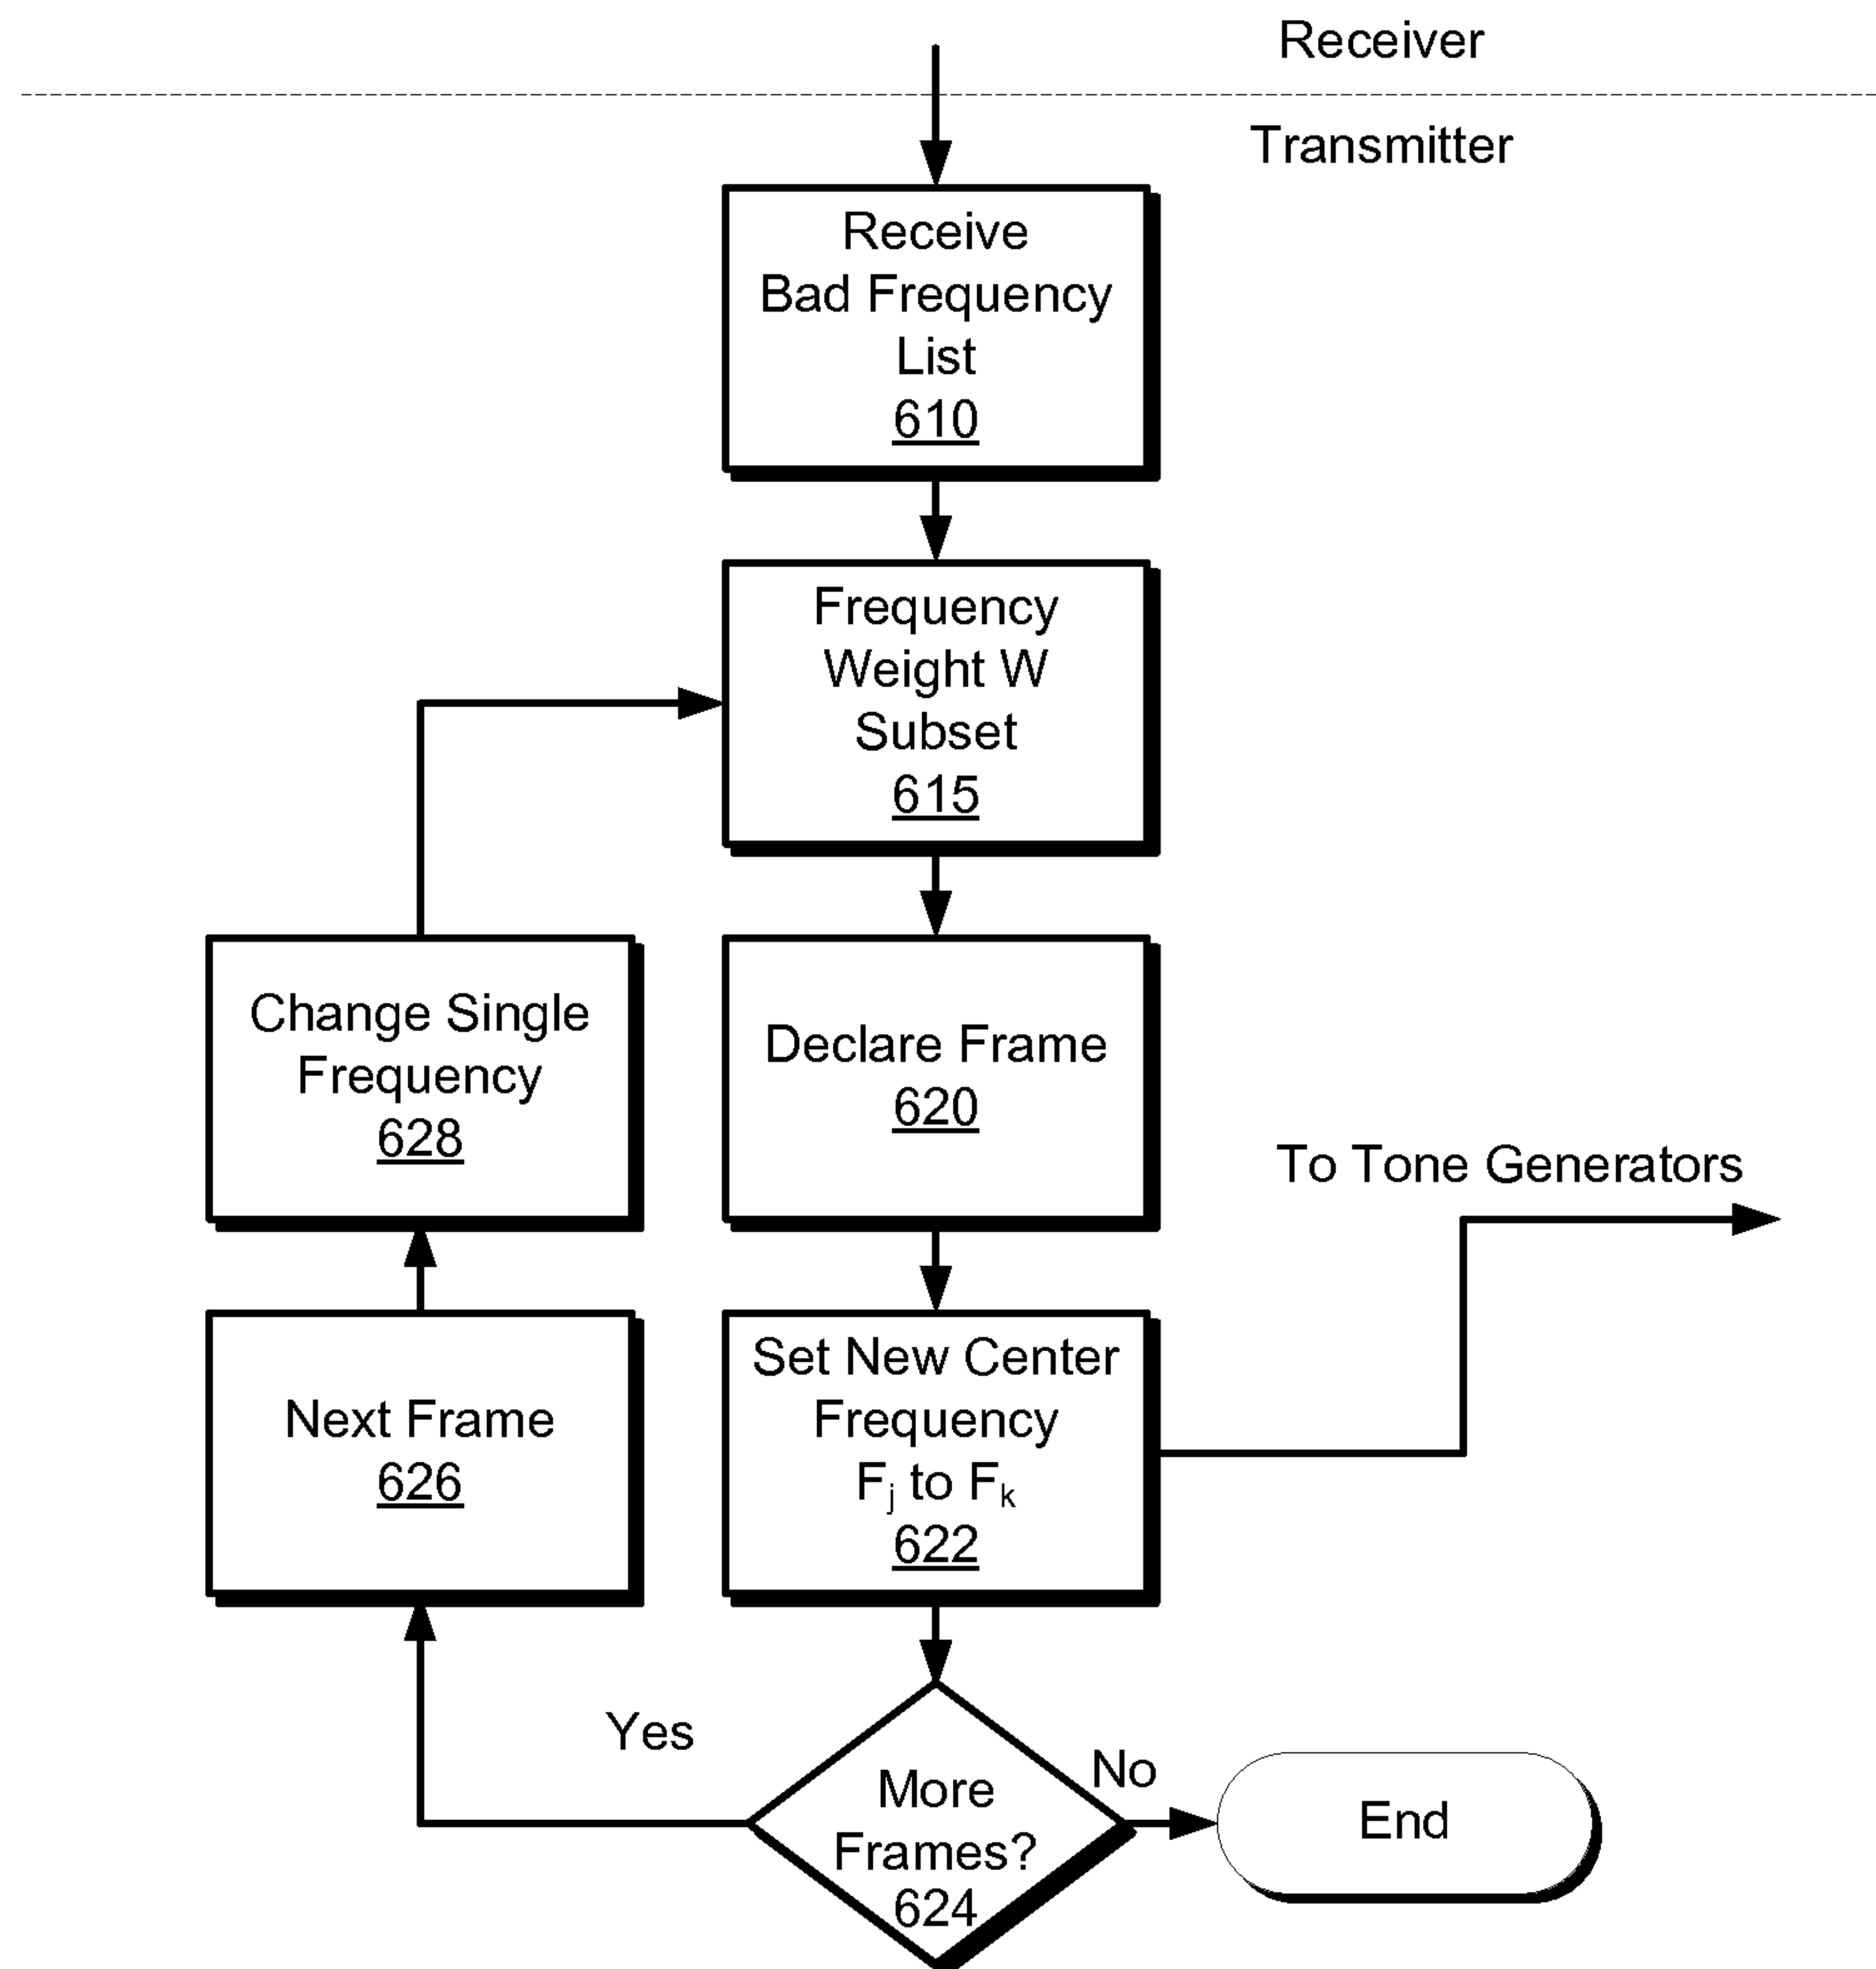 Receiver
Transmitter
Receive
Bad Frequency
List
610
Frequency
Weight W
Subset
615
Change Single
Frequency
628
Declare Frame
620
To Tone Generators
Next Frame
626
Set New Center
Frequency
Fj to Fk
622
Yes
No
More
Frames?
624
End